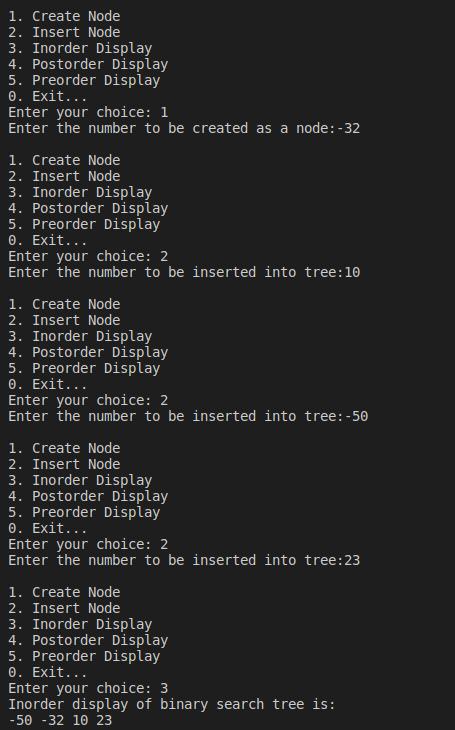 1. Create Node
2. Insert Node
3. Inorder Display
4. Postorder Display
5. Preorder Display
0. Exit...
Enter your choice: 1
Enter the number to be created as a node:-32

1. Create Node
2. Insert Node
3. Inorder Display
4. Postorder Display
5. Preorder Display
0. Exit...
Enter your choice: 2
Enter the number to be inserted into tree:10

1. Create Node
2. Insert Node
3. Inorder Display
4. Postorder Display
5. Preorder Display
0. Exit...
Enter your choice: 2
Enter the number to be inserted into tree:-50

1. Create Node
2. Insert Node
3. Inorder Display
4. Postorder Display
5. Preorder Display
0. Exit...
Enter your choice: 2
Enter the number to be inserted into tree:23

1. Create Node
2. Insert Node
3. Inorder Display
4. Postorder Display
5. Preorder Display
0. Exit...
Enter your choice: 3
Inorder display of binary search tree is:
-50 -32 10 23